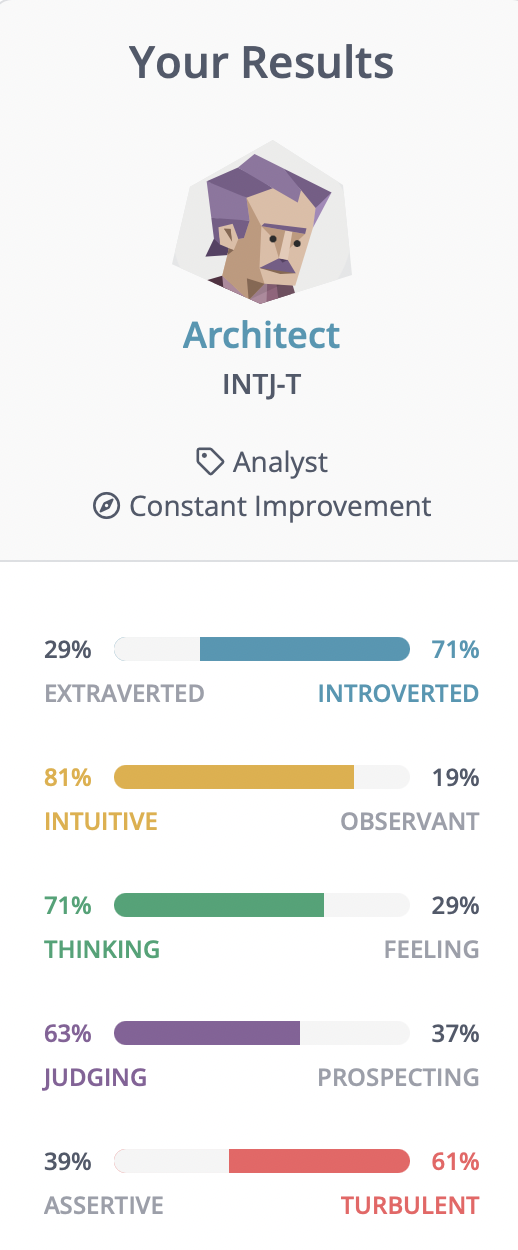 Your Results
Architect
INTJ-T
Analyst
Constant Improvement
29% 71%
EXTRAVERTED INTROVERTED
81% 19%
INTUITIVE OBSERVANT
71% 29%
THINKING FEELING
63% 37%
JUDGING PROSPECTING
39% 61%
ASSERTIVE TURBULENT